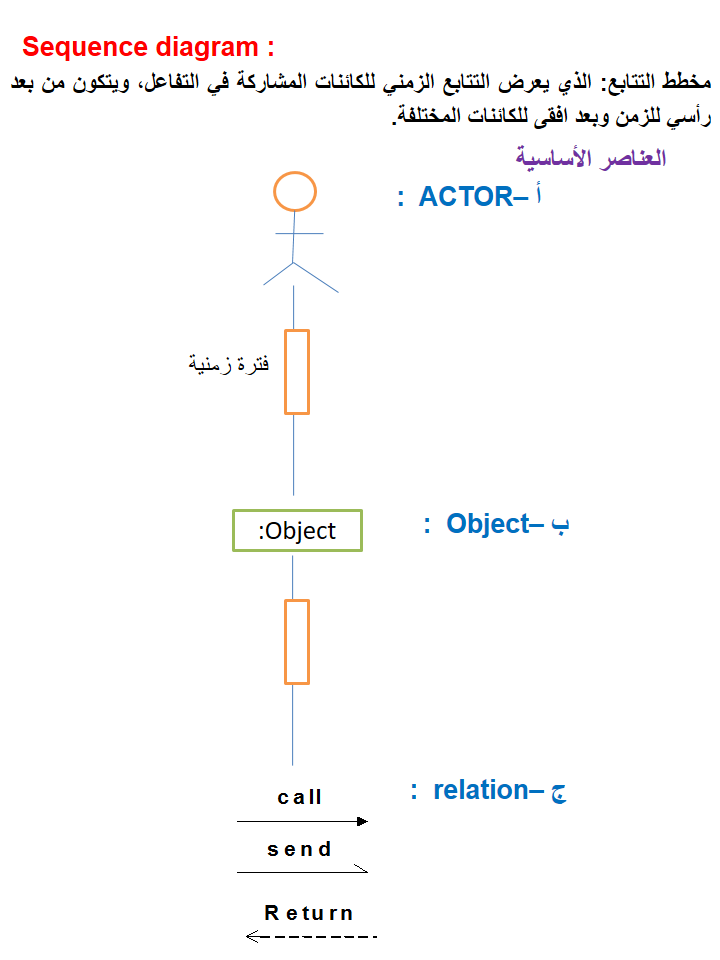 Sequence diagram :
مخطط التتابع: الذي يعرض التتابع الزمني للكائنات المشاركة في التفاعل، ويتكون من بعد
رأسي للزمن وبعد افقى للكائنات المختلفة.
العناصر الأساسية
أ –ACTOR :
فترة زمنية
ب –Object :
:Object
ج –relation :
call
send
Return